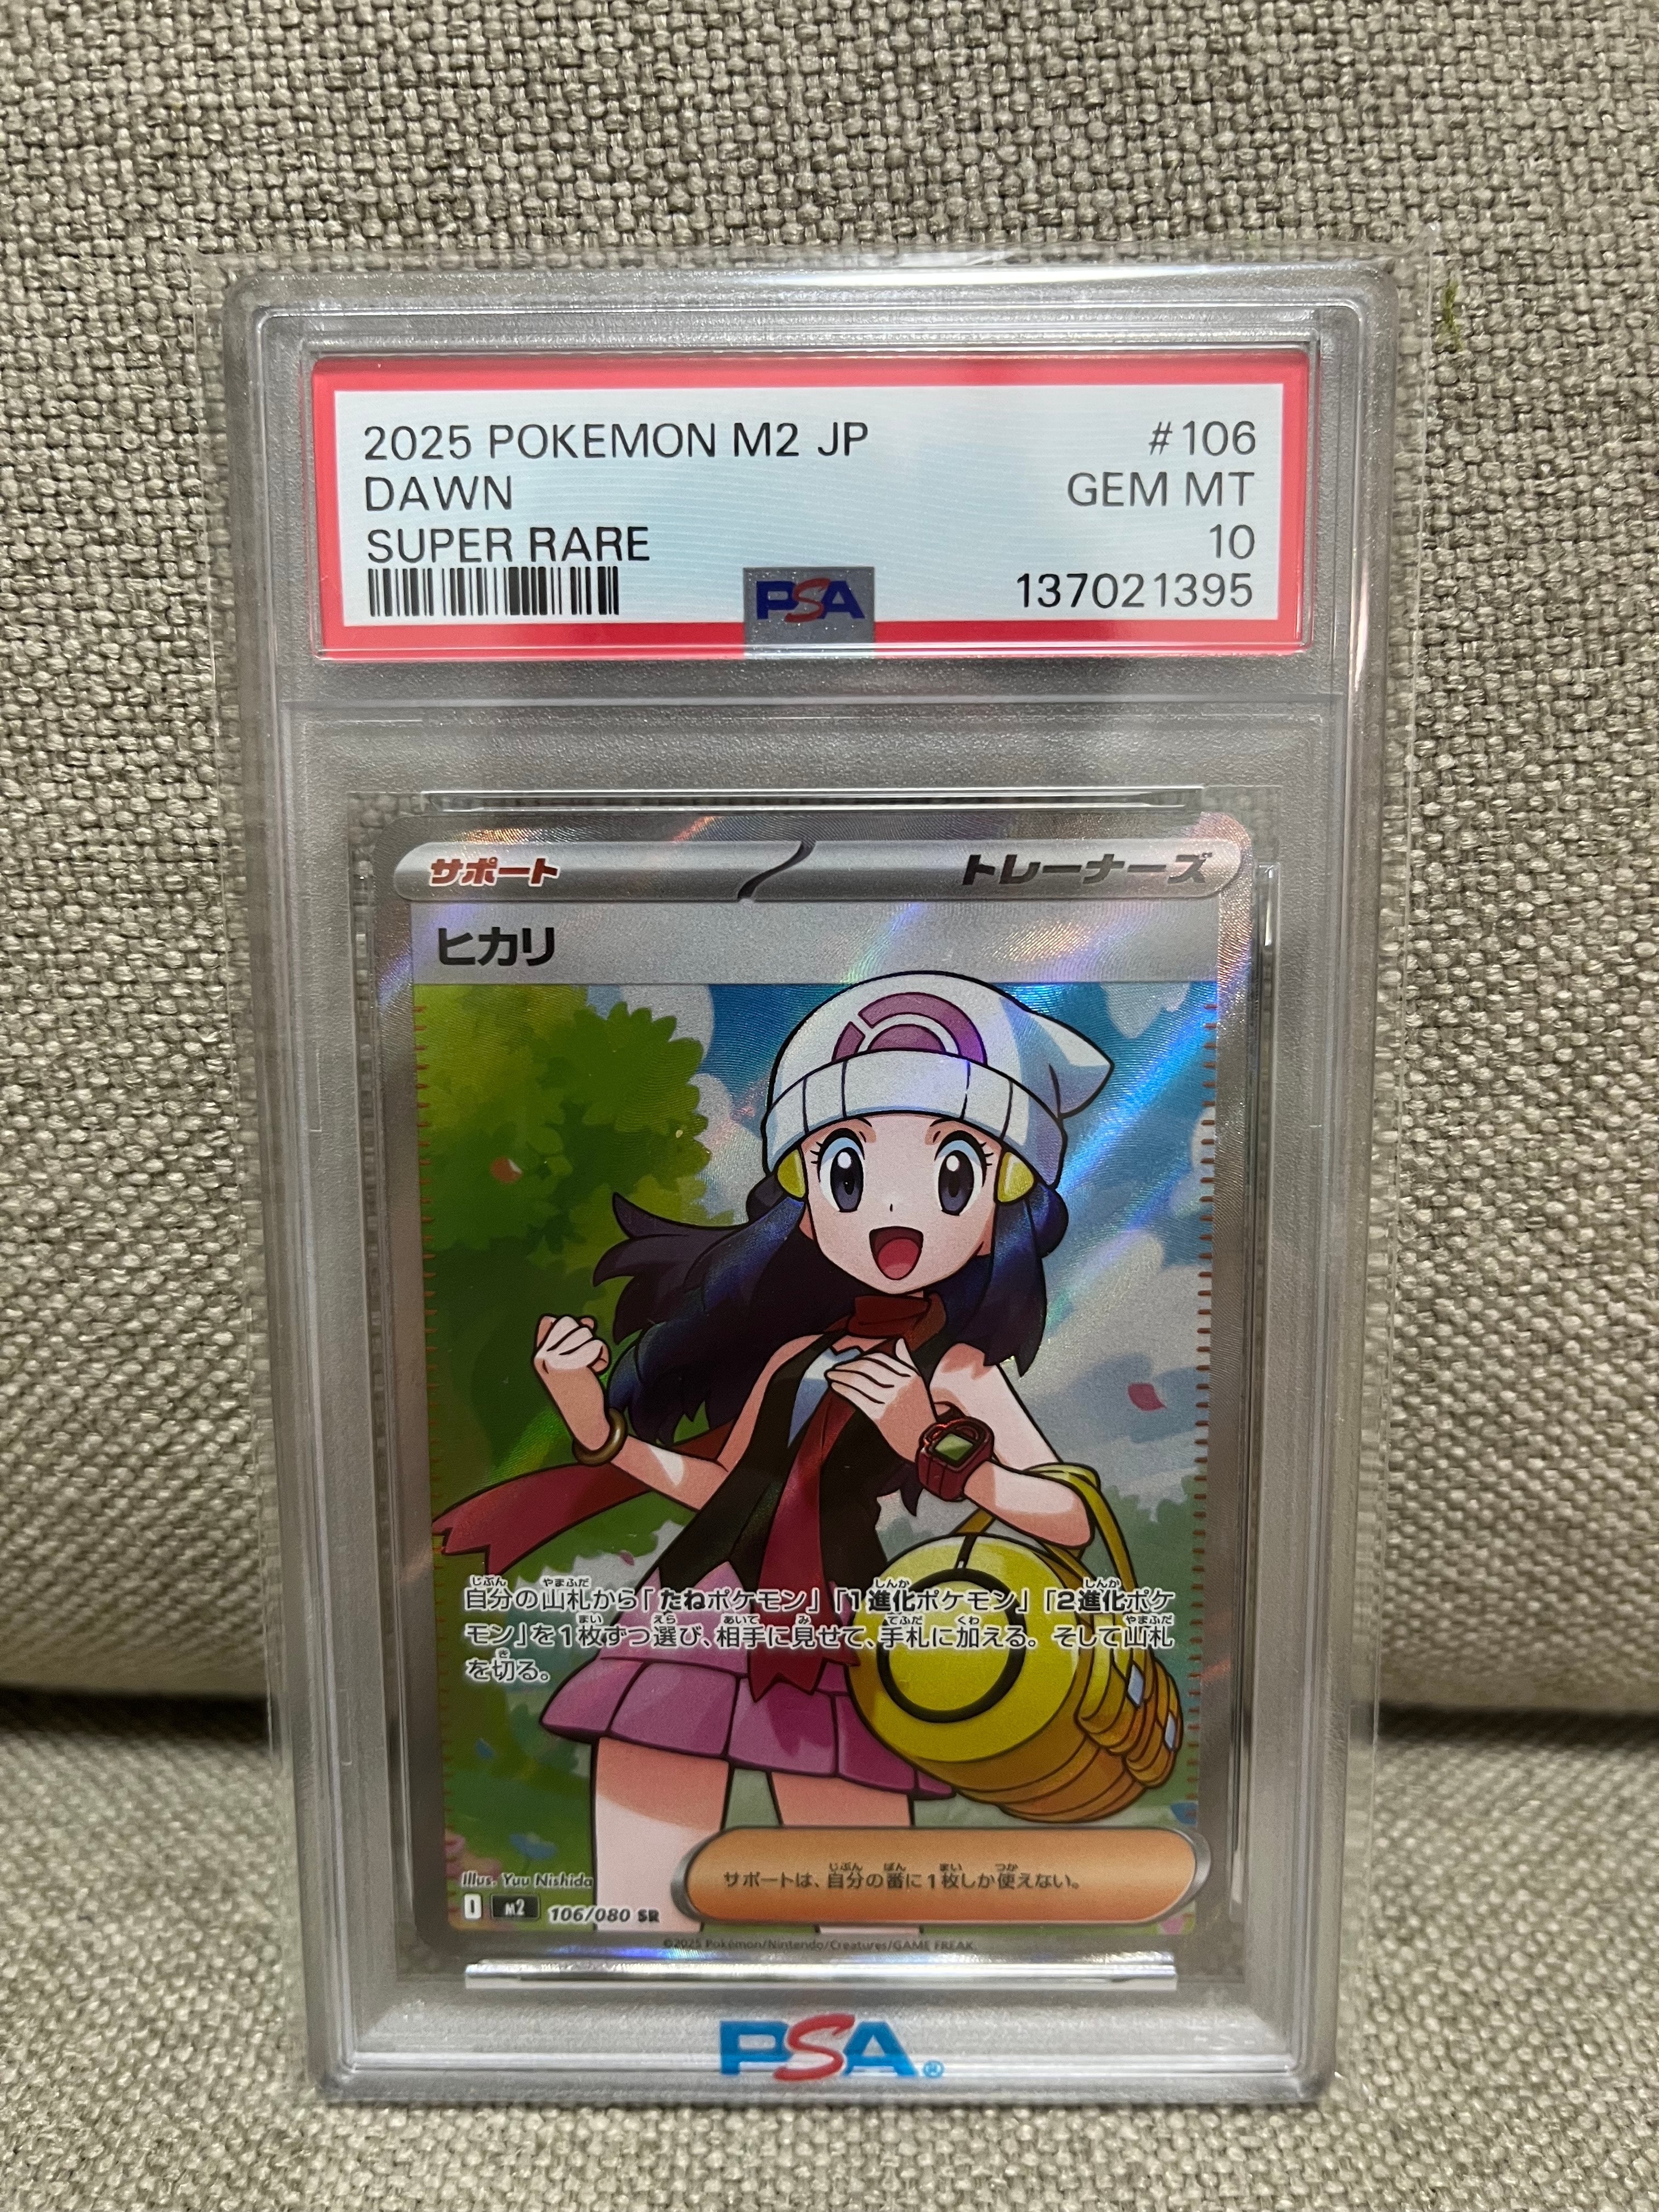 2025 POKEMON M2 JP #106
DAWN GEM MT
SUPER RARE 10
PSA 137021395
サポート トレーナーズ
ヒカリ
自分の山札から「たねポケモン」「1進化ポケモン」「2進化ポケ
モン」を1枚ずつ選び、相手に見せて、手札に加える。そして山札
を切る。
サポートは、自分の番に1枚しか使えない。
Illus. Yuu Nishida
I M2 106/080 SR
©2025 Pokémon/Nintendo/Creatures/GAME FREAK.
PSA®